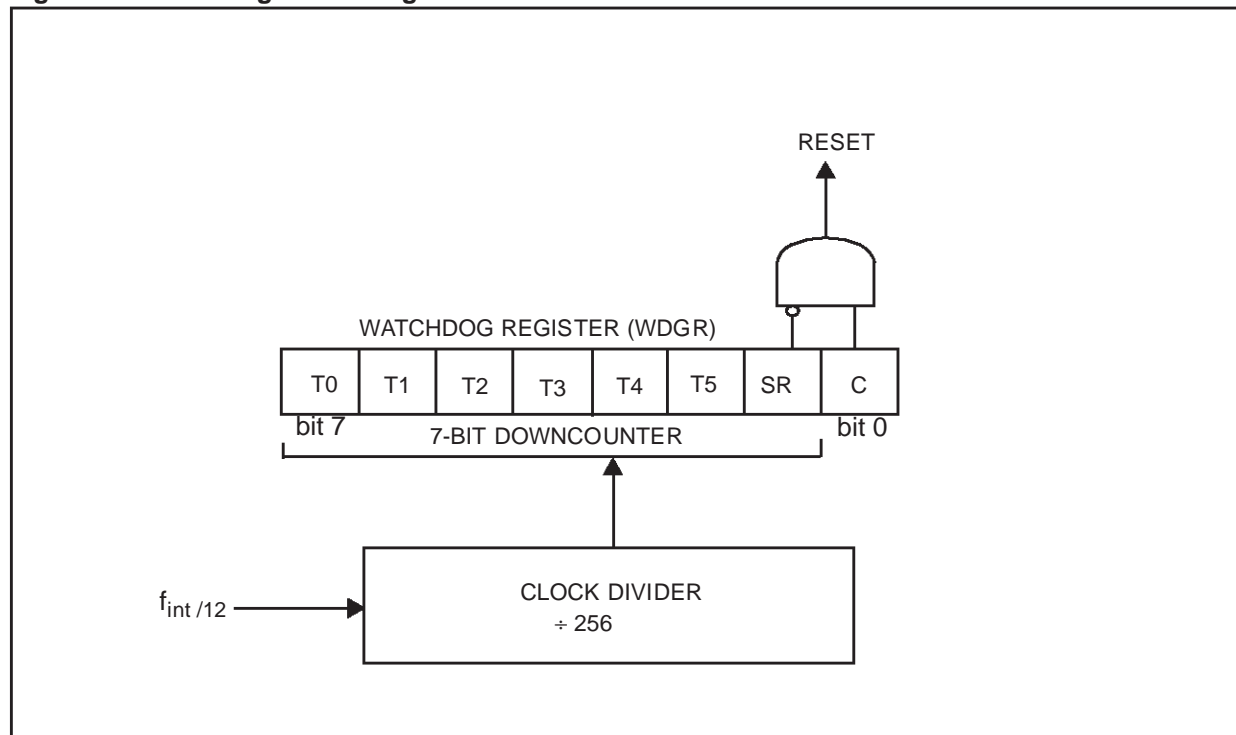 RESET
WATCHDOG REGISTER (WDGR)
T0 T1 T2 T3 T4 T5 SR C
bit 7 7-BIT DOWNCOUNTER bit 0
fint /12
CLOCK DIVIDER
÷ 256